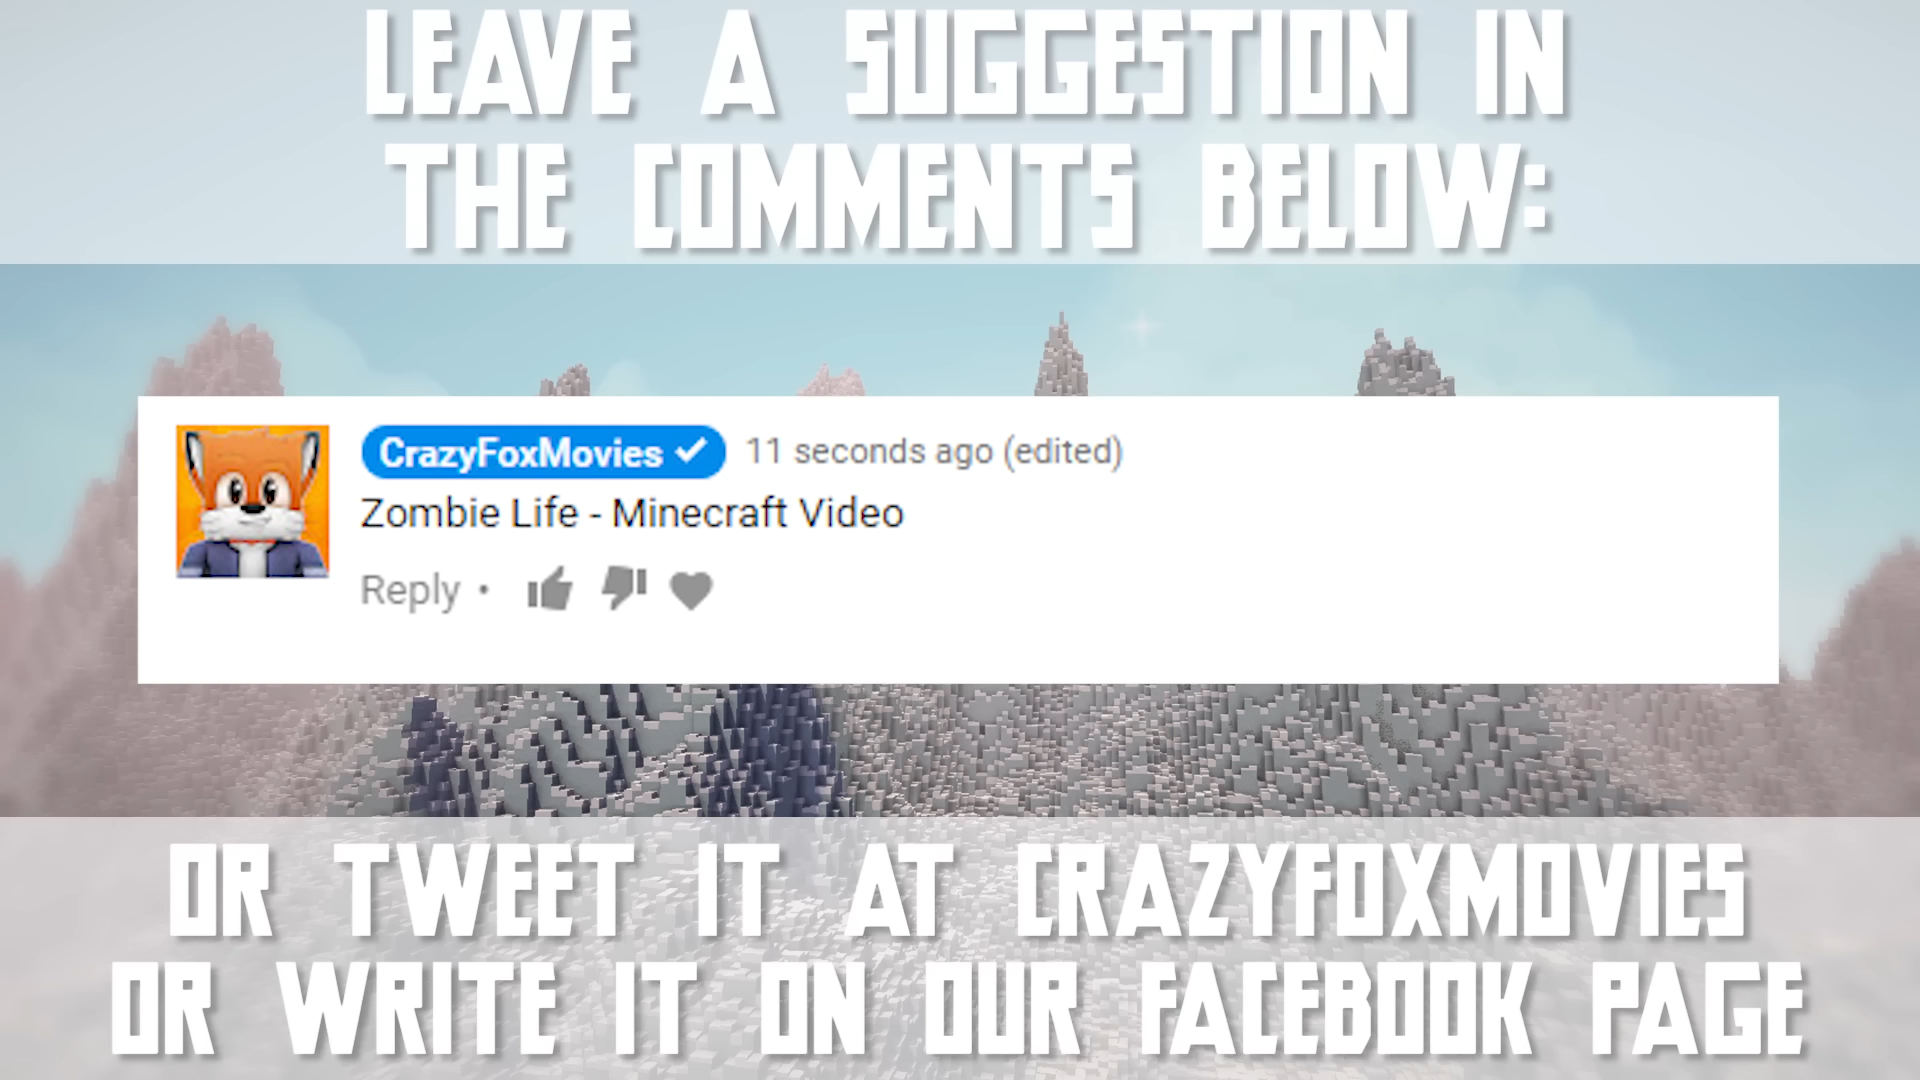 LEAVE A SUGGESTION IN
THE COMMENTS BELOW:
CrazyFoxMovies 11 seconds ago (edited)
Zombie Life - Minecraft Video
Reply •
OR TWEET IT AT CRAZYFOXMOVIES
OR WRITE IT ON OUR FACEBOOK PAGE